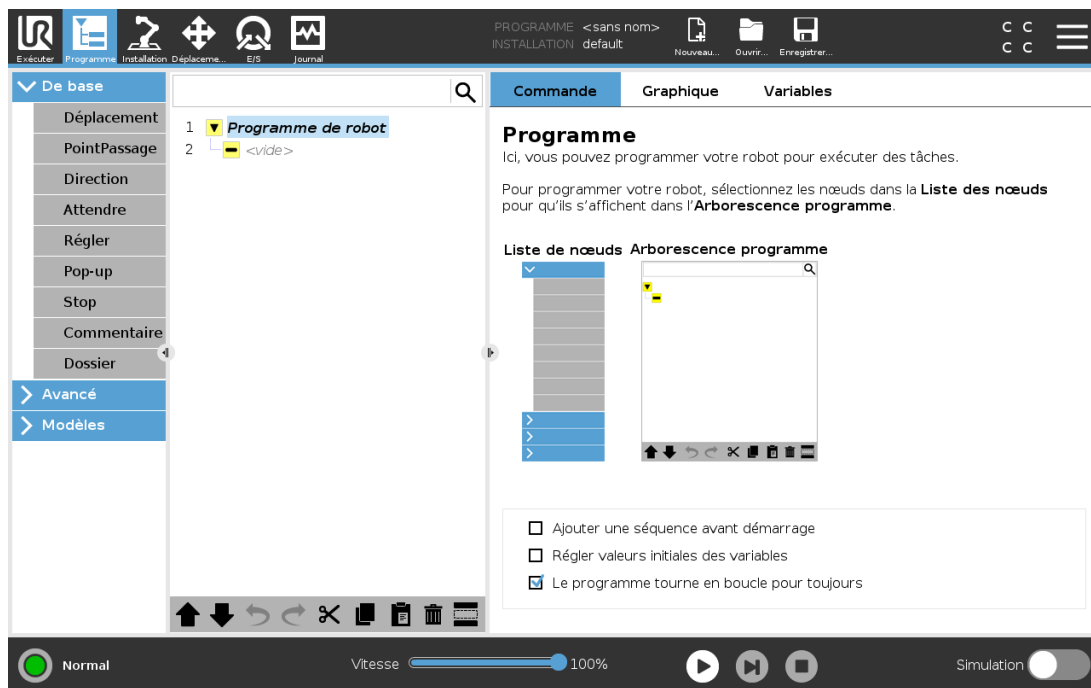 PROGRAMME <sans nom>
INSTALLATION default
C C
C C
Exécuter Programme Installation Déplaceme... E/S Journal
Nouveau... Ouvrir... Enregistrer...
De base
Déplacement
PointPassage
Direction
Attendre
Régler
Pop-up
Stop
Commentaire
Dossier
Avancé
Modèles
1 Programme de robot
2 <vide>
Commande Graphique Variables
Programme
Ici, vous pouvez programmer votre robot pour exécuter des tâches.
Pour programmer votre robot, sélectionnez les nœuds dans la Liste des nœuds
pour qu'ils s'affichent dans l'Arborescence programme.
Liste de nœuds Arborescence programme
Ajouter une séquence avant démarrage
Régler valeurs initiales des variables
Le programme tourne en boucle pour toujours
Normal
Vitesse 100%
Simulation